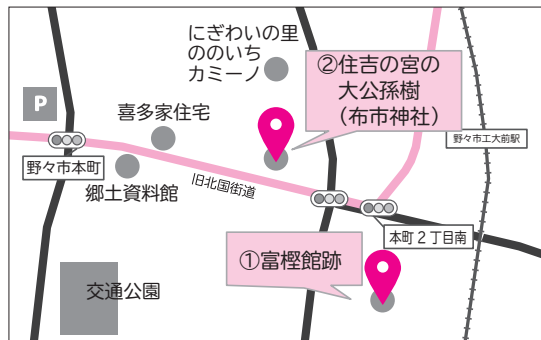 にぎわいの里
ののいち
カミーノ
②住吉の宮の
大公孫樹
（布市神社）
P
喜多家住宅
野々市工大前駅
野々市本町
郷土資料館
旧北国街道
本町2丁目南
①富樫館跡
交通公園